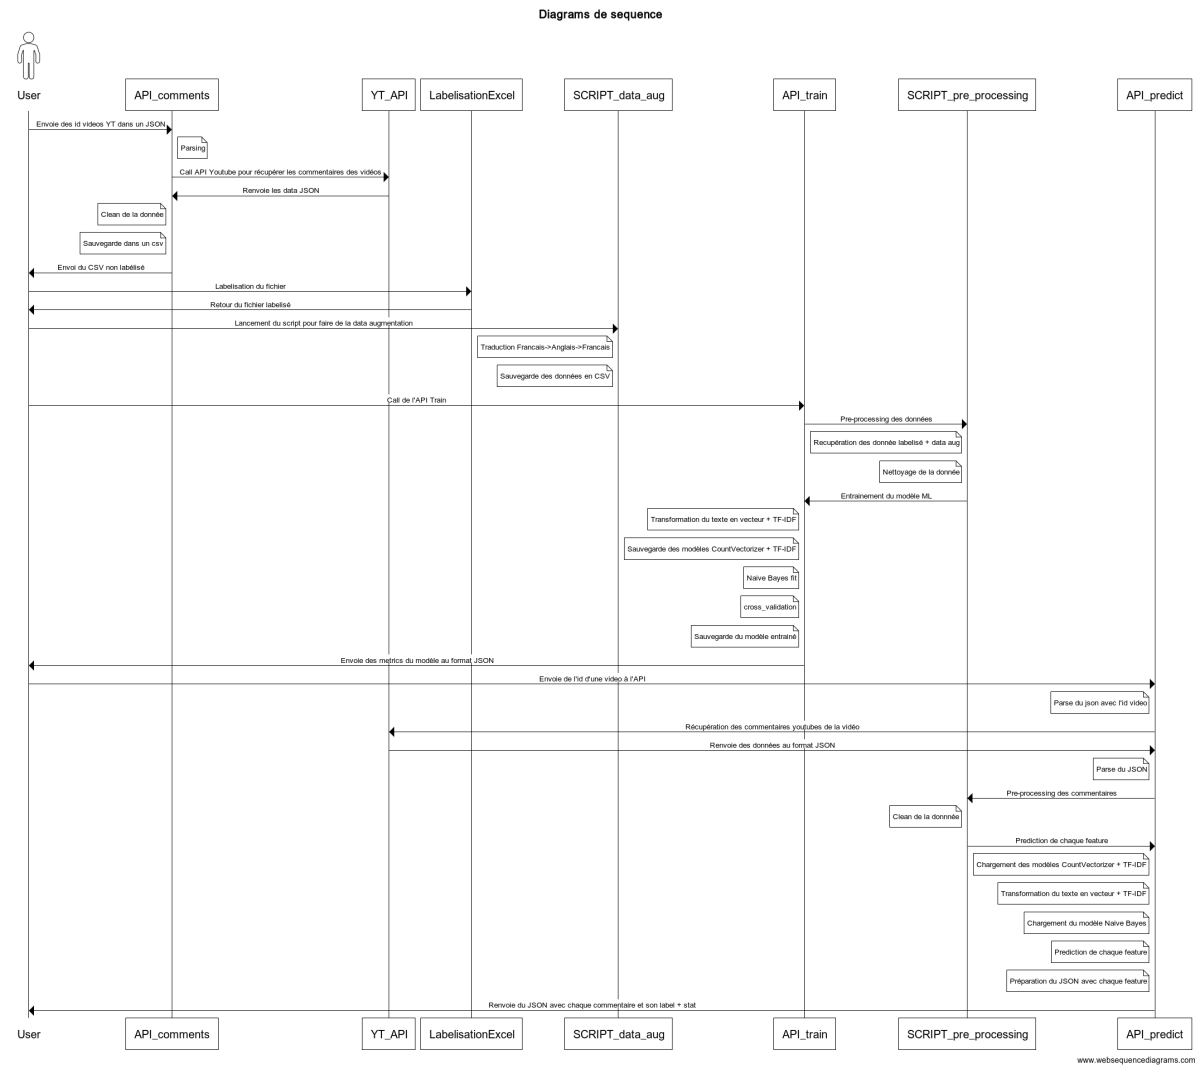 Diagrams de sequence
User
API_comments
YT_API
LabelisationExcel
SCRIPT_data_aug
API_train
SCRIPT_pre_processing
API_predict
Envoie des id videos YT dans un JSON
Parsing
Call API Youtube pour récupérer les commentaires des vidéos
Renvoie les data JSON
Clean de la donnée
Sauvegarde dans un csv
Envoi du CSV non labélisé
Labelisation du fichier
Retour du fichier labelisé
Lancement du script pour faire de la data augmentation
Traduction Francais->Anglais->Francais
Sauvegarde des données en CSV
Call de l'API Train
Pre-processing des données
Recupération des donnée labelisé + data aug
Nettoyage de la donnée
Entrainement du modèle ML
Transformation du texte en vecteur + TF-IDF
Sauvegarde des modèles CountVectorizer + TF-IDF
Naive Bayes fit
cross_validation
Sauvegarde du modèle entrainé
Envoie des metrics du modèle au format JSON
Envoie de l'id d'une video à l'API
Parse du json avec l'id video
Récupération des commentaires youtubes de la vidéo
Renvoie des données au format JSON
Parse du JSON
Pre-processing des commentaires
Clean de la donnnée
Prediction de chaque feature
Chargement des modèles CountVectorizer + TF-IDF
Transformation du texte en vecteur + TF-IDF
Chargement du modèle Naive Bayes
Prediction de chaque feature
Préparation du JSON avec chaque feature
Renvoie du JSON avec chaque commentaire et son label + stat
User
API_comments
YT_API
LabelisationExcel
SCRIPT_data_aug
API_train
SCRIPT_pre_processing
API_predict
www.websequencediagrams.com